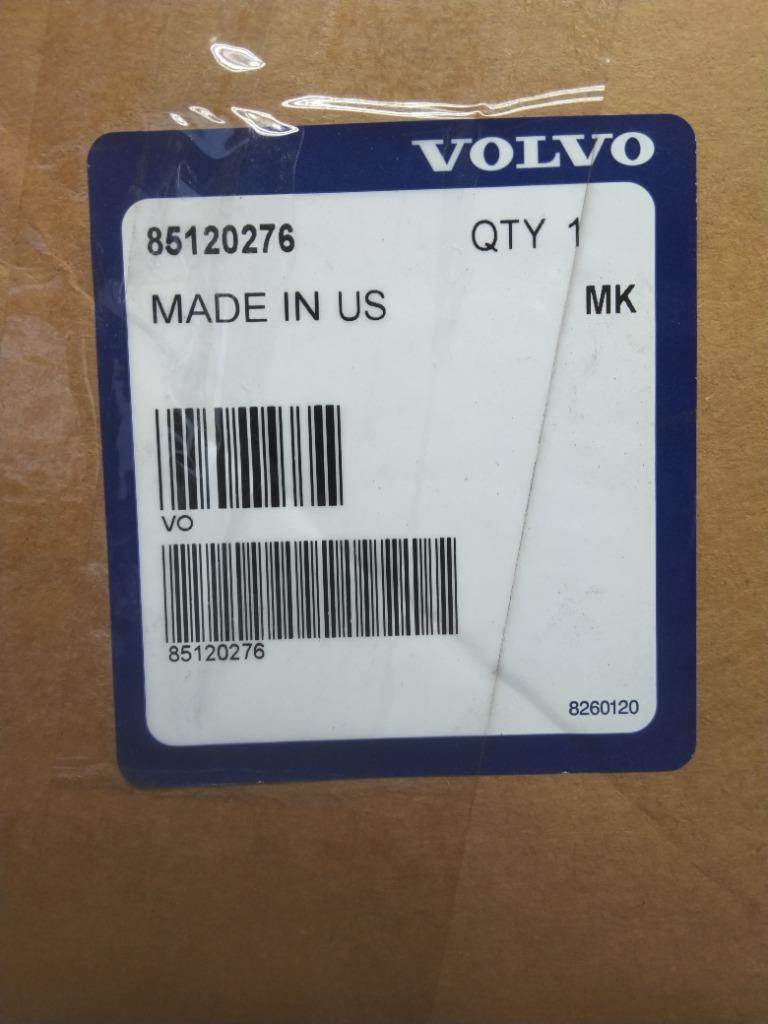 VOLVO
85120276 QTY 1
MADE IN US MK
VO
85120276
8260120